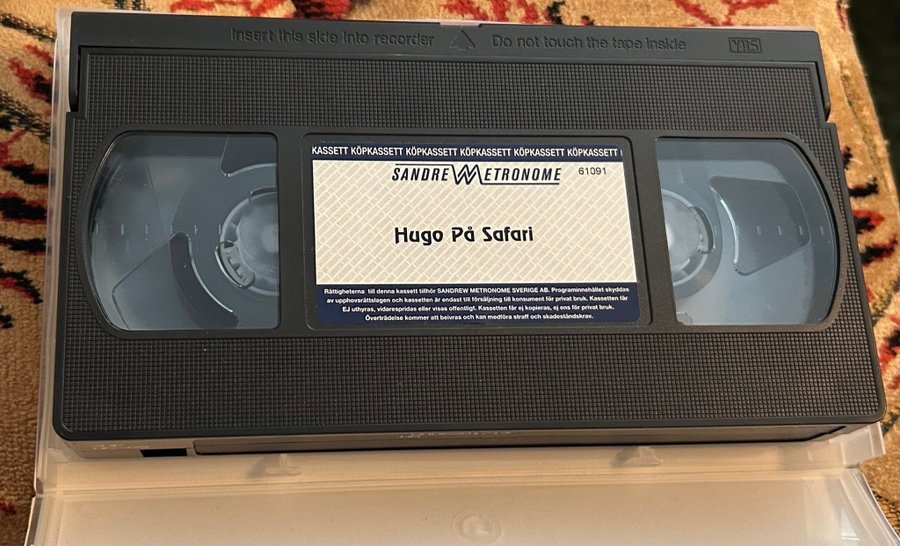 Insert this side into recorder Do not touch the tape inside VHS
KASSETT KÖPKASSETT KÖPKASSETT KÖPKASSETT KÖPKASSETT KÖPKASSETT
SANDREW METRONOME 61091
Hugo På Safari
Rättigheterna till denna kassett tillhör SANDREW METRONOME SVERIGE AB. Programinnehållet skyddas
av upphovsrättslagen och kassetten är endast till försäljning till konsument för privat bruk. Kassetten får
EJ uthyras, vidarespridas eller visas offentligt. Kassetten får ej kopieras, ej ens för privat bruk.
Överträdelse kommer att beivras och kan medföra straff och skadeståndskrav.